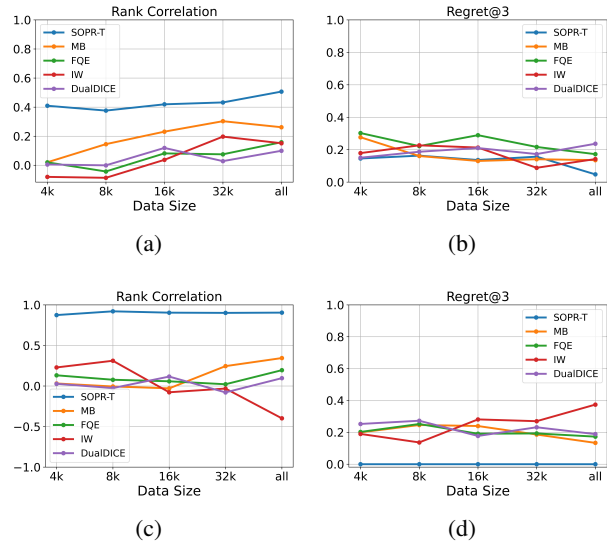 Rank Correlation
1.0
0.8
0.6
0.4
0.2
0.0
SOPR-T
MB
FQE
IW
DualDICE
4k 8k 16k 32k all
Data Size
(a)
Regret@3
1.0
0.8
0.6
0.4
0.2
0.0
SOPR-T
MB
FQE
IW
DualDICE
4k 8k 16k 32k all
Data Size
(b)
Rank Correlation
1.0
0.5
0.0
−0.5
−1.0
SOPR-T
MB
FQE
IW
DualDICE
4k 8k 16k 32k all
Data Size
(c)
Regret@3
1.0
0.8
0.6
0.4
0.2
0.0
SOPR-T
MB
FQE
IW
DualDICE
4k 8k 16k 32k all
Data Size
(d)